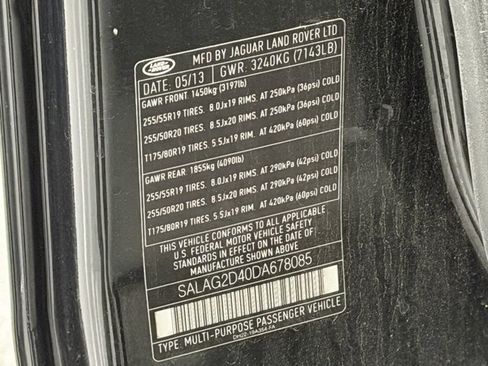 LAND ROVER
MFD BY JAGUAR LAND ROVER LTD
DATE: 05/13 GWR. 3240KG (7143LB)
GAWR FRONT. 1450kg (3197lb)
255/55R19 TIRES. 8.0Jx19 RIMS. AT 250kPA (36psi) COLD
255/50R20 TIRES. 8.5Jx20 RIMS. AT 250kPA (36psi) COLD
T175/80R19 TIRES. 5.5Jx19 RIM. AT 420kPA (60psi) COLD
GAWR REAR. 1855kg (4090lb)
255/55R19 TIRES. 8.0Jx19 RIMS. AT 290kPA (42psi) COLD
255/50R20 TIRES. 8.5Jx20 RIMS. AT 290kPA (42psi) COLD
T175/80R19 TIRES. 5.5Jx19 RIM. AT 420kPA (60psi) COLD
THIS VEHICLE CONFORMS TO ALL APPLICABLE
U.S. FEDERAL MOTOR VEHICLE SAFETY
STANDARDS IN EFFECT ON THE DATE OF
MANUFACTURE SHOWN ABOVE
SALAG2D40DA678085
TYPE: MULTI-PURPOSE PASSENGER VEHICLE